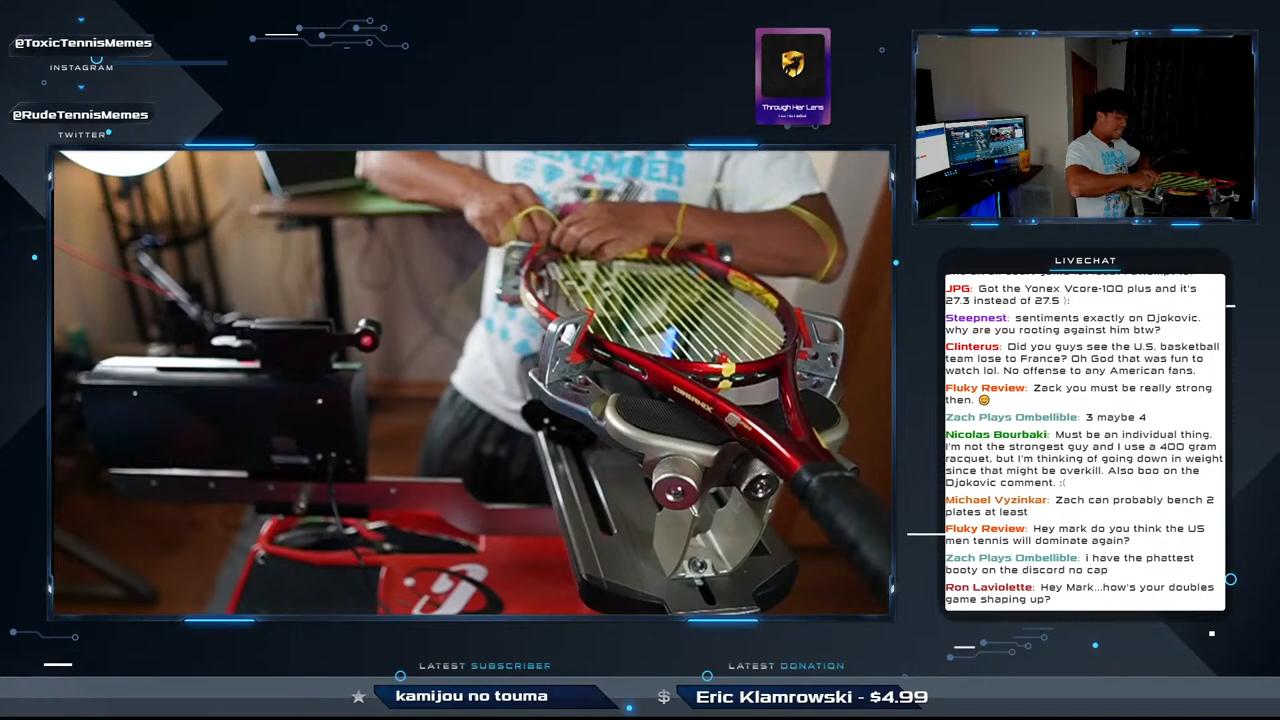 @ToxicTennisMemes
INSTAGRAM
@RudeTennisMemes
TWITTER
Through Her Lens
LIVECHAT
JPG: Got the Yonex Vcore-100 plus and it's
27.3 instead of 27.5 ):
Steepnest: sentiments exactly on Djokovic.
why are you rooting against him btw?
Clinterus: Did you guys see the U.S. basketball
team lose to France? Oh God that was fun to
watch lol. No offense to any American fans.
Fluky Review: Zack you must be really strong
then. 🙂
Zach Plays Ombellible: 3 maybe 4
Nicolas Bourbaki: Must be an individual thing.
I'm not the strongest guy and I use a 400 gram
racquet, but I'm thinking of going down in weight
since that might be overkill. Also boo on the
Djokovic comment. :(
Michael Vyzinkar: Zach can probably bench 2
plates at least
Fluky Review: Hey mark do you think the US
men tennis will dominate again?
Zach Plays Ombellible: i have the phattest
booty on the discord no cap
Ron Laviolette: Hey Mark...how's your doubles
game shaping up?
LATEST SUBSCRIBER
kamijou no touma
LATEST DONATION
$ Eric Klamrowski - $4.99